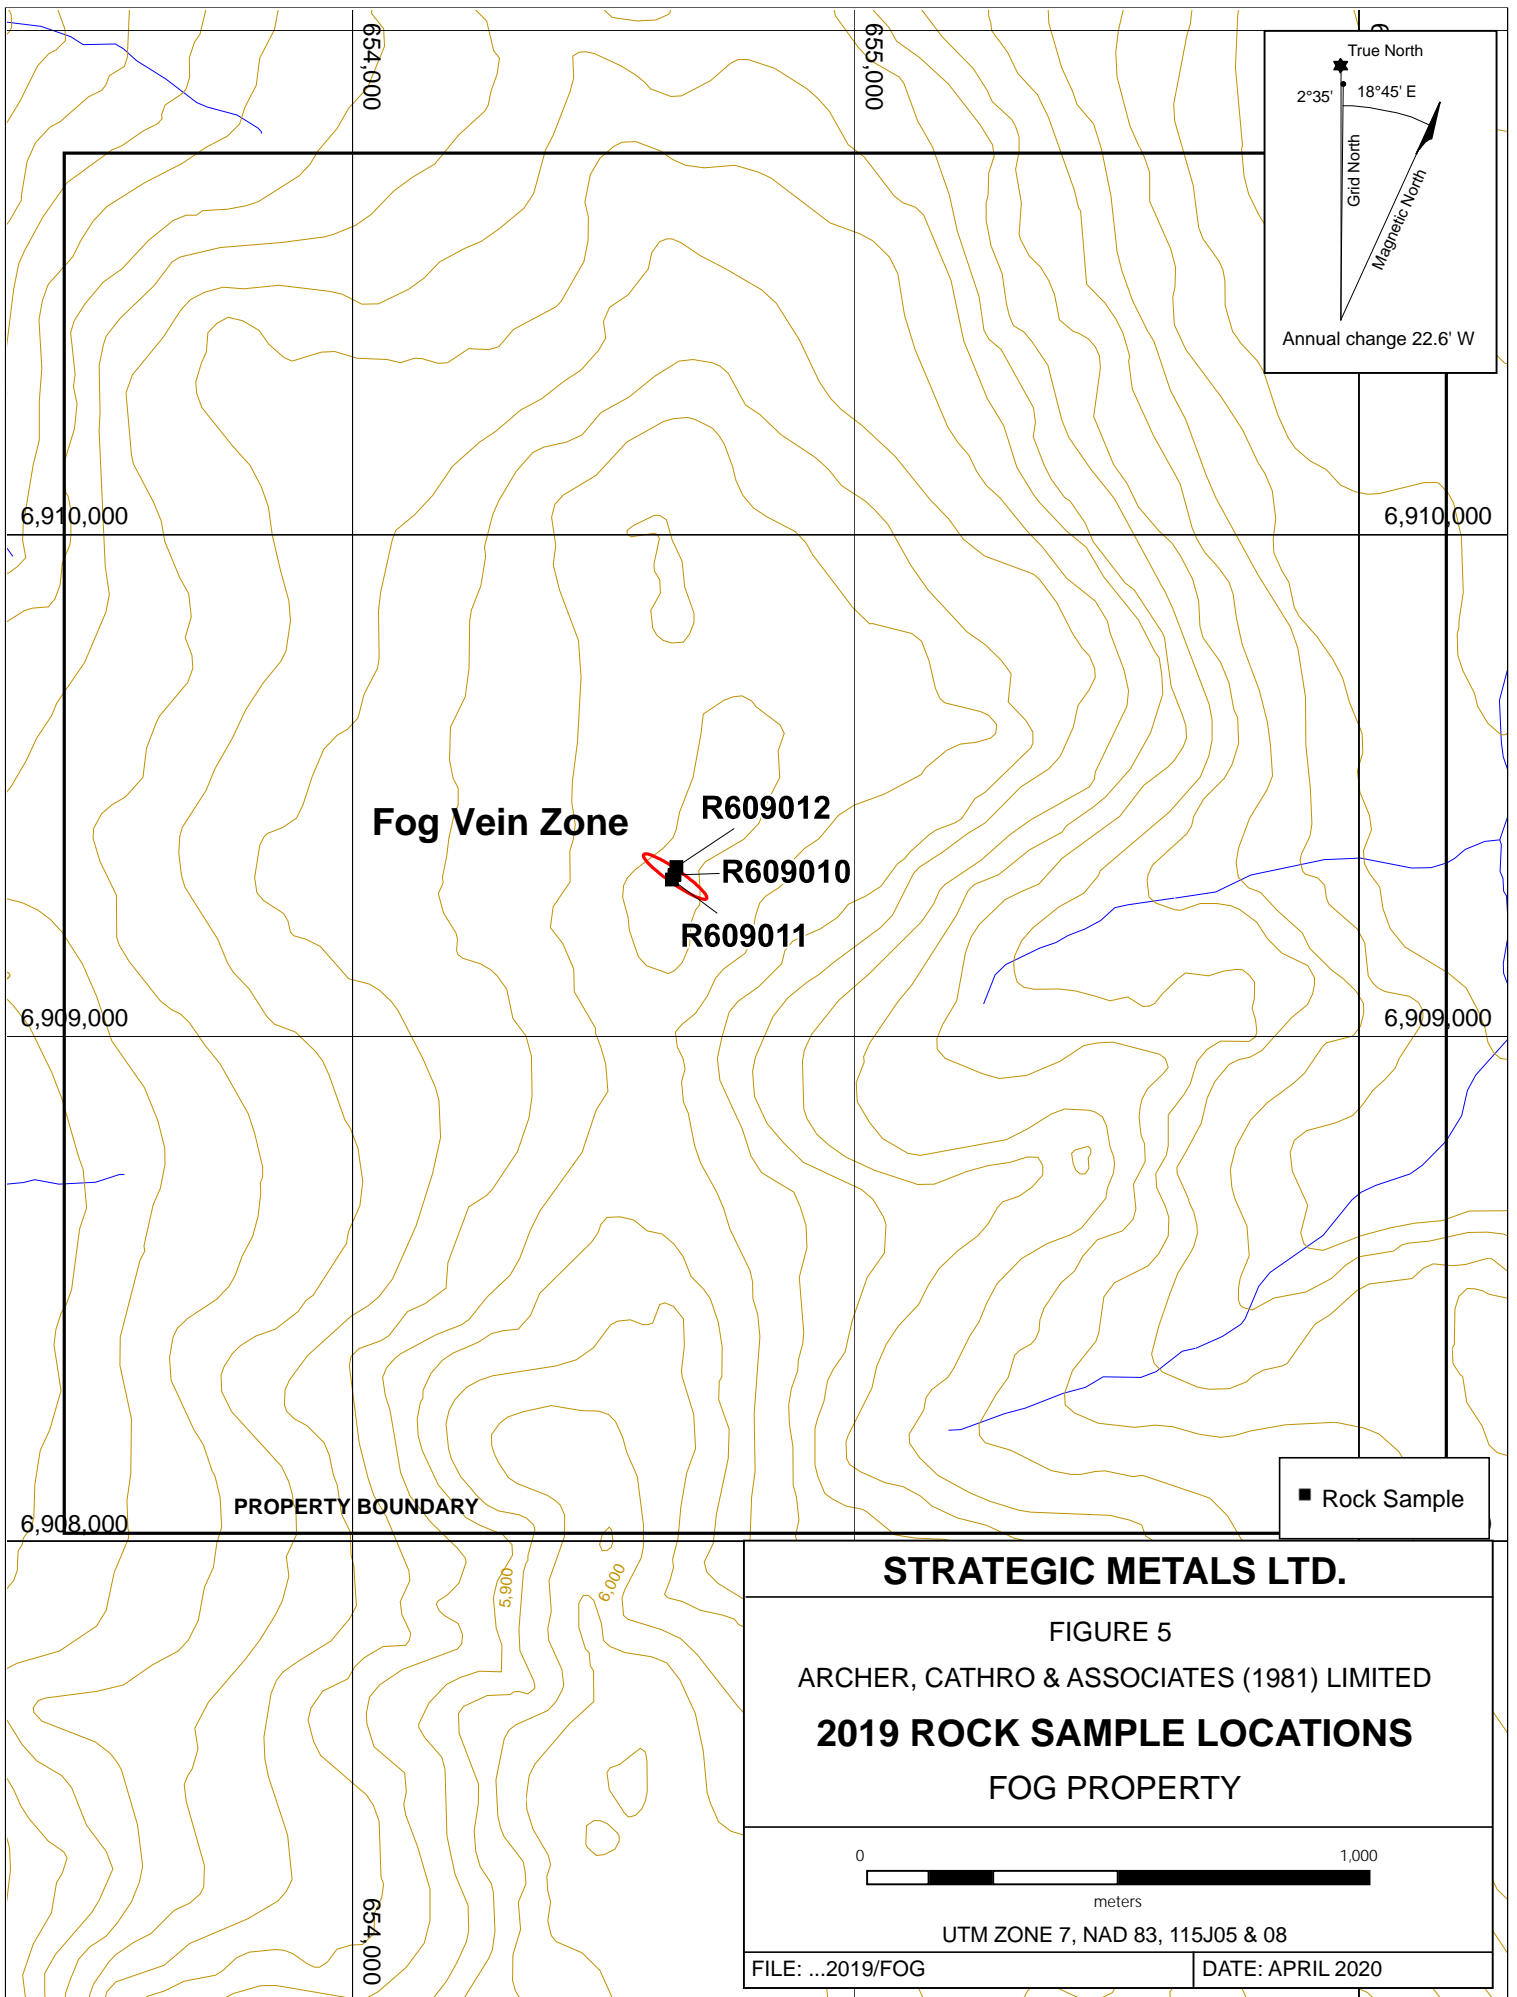 654,000
655,000
6
True North
2°35'
18°45' E
Grid North
Magnetic North
Annual change 22.6' W
6,910,000
6,910,000
Fog Vein Zone
R609012
R609010
R609011
6,909,000
6,909,000
PROPERTY BOUNDARY
6,908,000
Rock Sample
5,900
6,000
654,000
STRATEGIC METALS LTD.
FIGURE 5
ARCHER, CATHRO & ASSOCIATES (1981) LIMITED
2019 ROCK SAMPLE LOCATIONS
FOG PROPERTY
0
1,000
meters
UTM ZONE 7, NAD 83, 115J05 & 08
FILE: ...2019/FOG
DATE: APRIL 2020